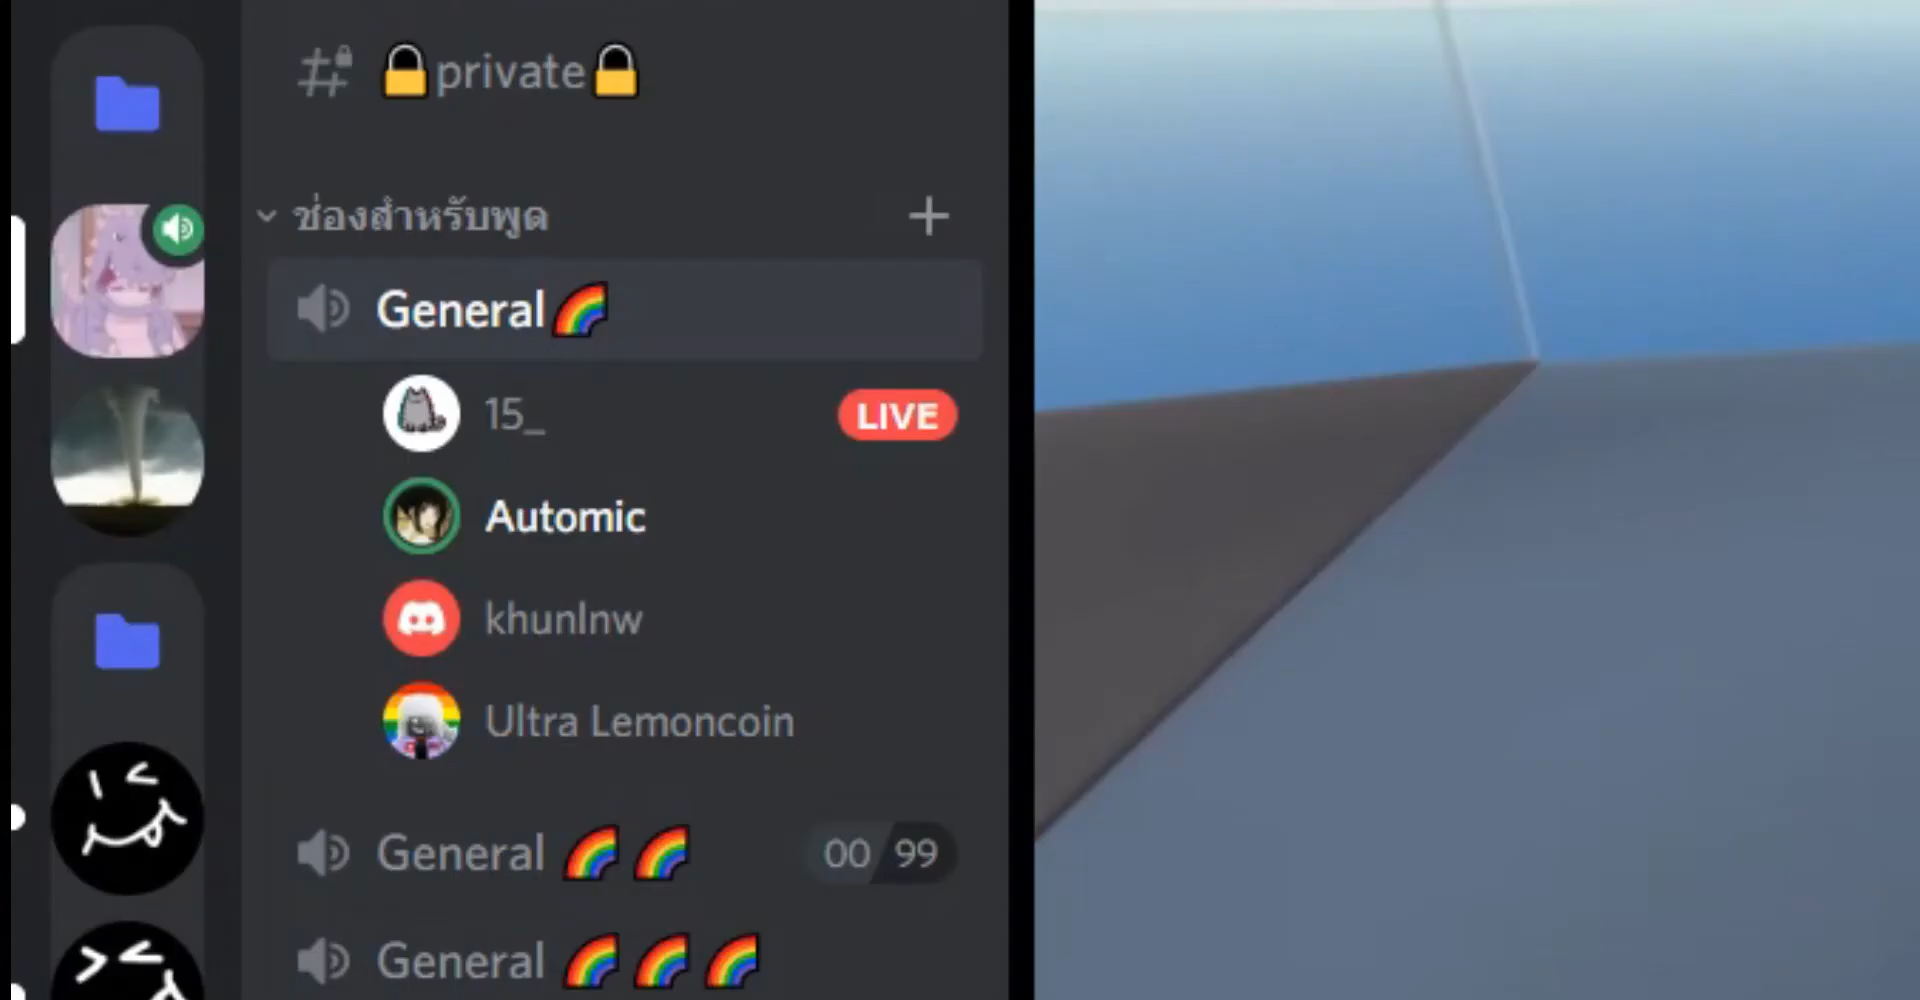 🔒private🔒
ช่องสำหรับพูด
General🌈
15_ LIVE
Automic
khunlnw
Ultra Lemoncoin
General 🌈 🌈 00 99
General 🌈 🌈 🌈